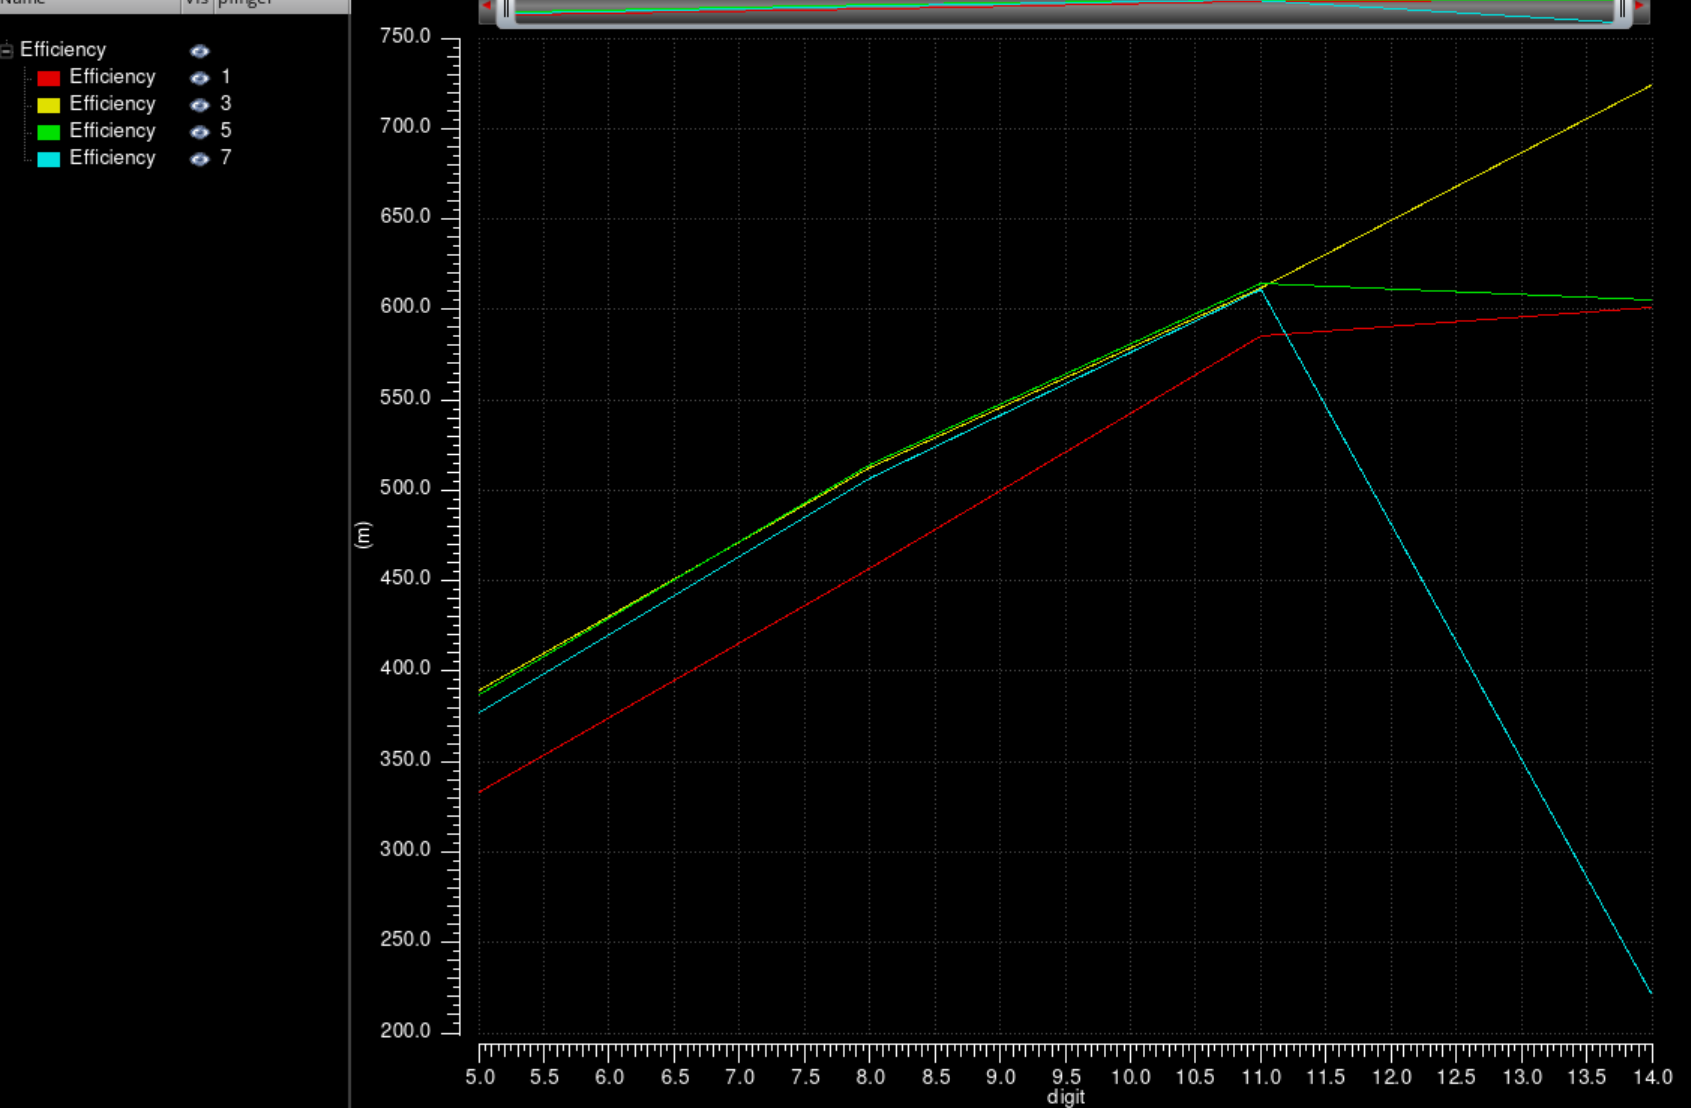 Name Vis pfinger
Efficiency
Efficiency 1
Efficiency 3
Efficiency 5
Efficiency 7
750.0
700.0
650.0
600.0
550.0
500.0
450.0
400.0
350.0
300.0
250.0
200.0
(m)
5.0 5.5 6.0 6.5 7.0 7.5 8.0 8.5 9.0 9.5 10.0 10.5 11.0 11.5 12.0 12.5 13.0 13.5 14.0
digit